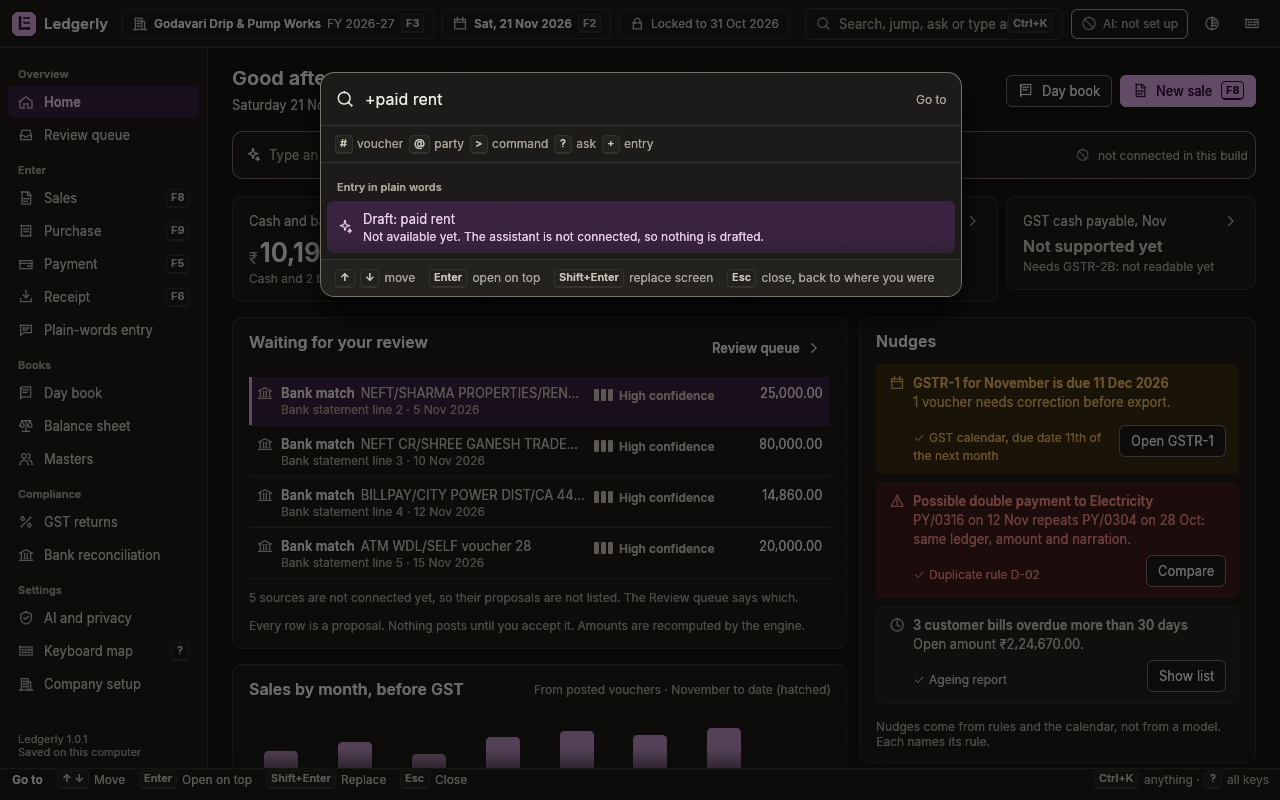 Ledgerly
Godavari Drip & Pump Works FY 2026-27 F3
Sat, 21 Nov 2026 F2
Locked to 31 Oct 2026
Search, jump, ask or type a Ctrl+K
AI: not set up
Overview
Home
Review queue
Enter
Sales F8
Purchase F9
Payment F5
Receipt F6
Plain-words entry
Books
Day book
Balance sheet
Masters
Compliance
GST returns
Bank reconciliation
Settings
AI and privacy
Keyboard map ?
Company setup
Ledgerly 1.0.1
Saved on this computer
Good afte
Saturday 21 No
Day book
New sale F8
Type an
not connected in this build
+paid rent
Go to
# voucher @ party > command ? ask + entry
Entry in plain words
Draft: paid rent
Not available yet. The assistant is not connected, so nothing is drafted.
↑ ↓ move Enter open on top Shift+Enter replace screen Esc close, back to where you were
Cash and b
₹10,19
Cash and 2 b
GST cash payable, Nov
Not supported yet
Needs GSTR-2B: not readable yet
Waiting for your review
Review queue
Bank match NEFT/SHARMA PROPERTIES/REN... High confidence 25,000.00
Bank statement line 2 · 5 Nov 2026
Bank match NEFT CR/SHREE GANESH TRADE... High confidence 80,000.00
Bank statement line 3 · 10 Nov 2026
Bank match BILLPAY/CITY POWER DIST/CA 44... High confidence 14,860.00
Bank statement line 4 · 12 Nov 2026
Bank match ATM WDL/SELF voucher 28 High confidence 20,000.00
Bank statement line 5 · 15 Nov 2026
5 sources are not connected yet, so their proposals are not listed. The Review queue says which.
Every row is a proposal. Nothing posts until you accept it. Amounts are recomputed by the engine.
Sales by month, before GST
From posted vouchers · November to date (hatched)
Nudges
GSTR-1 for November is due 11 Dec 2026
1 voucher needs correction before export.
✓ GST calendar, due date 11th of
the next month
Open GSTR-1
Possible double payment to Electricity
PY/0316 on 12 Nov repeats PY/0304 on 28 Oct:
same ledger, amount and narration.
✓ Duplicate rule D-02
Compare
3 customer bills overdue more than 30 days
Open amount ₹2,24,670.00.
✓ Ageing report
Show list
Nudges come from rules and the calendar, not from a model.
Each names its rule.
Go to ↑↓ Move Enter Open on top Shift+Enter Replace Esc Close
Ctrl+K anything · ? all keys